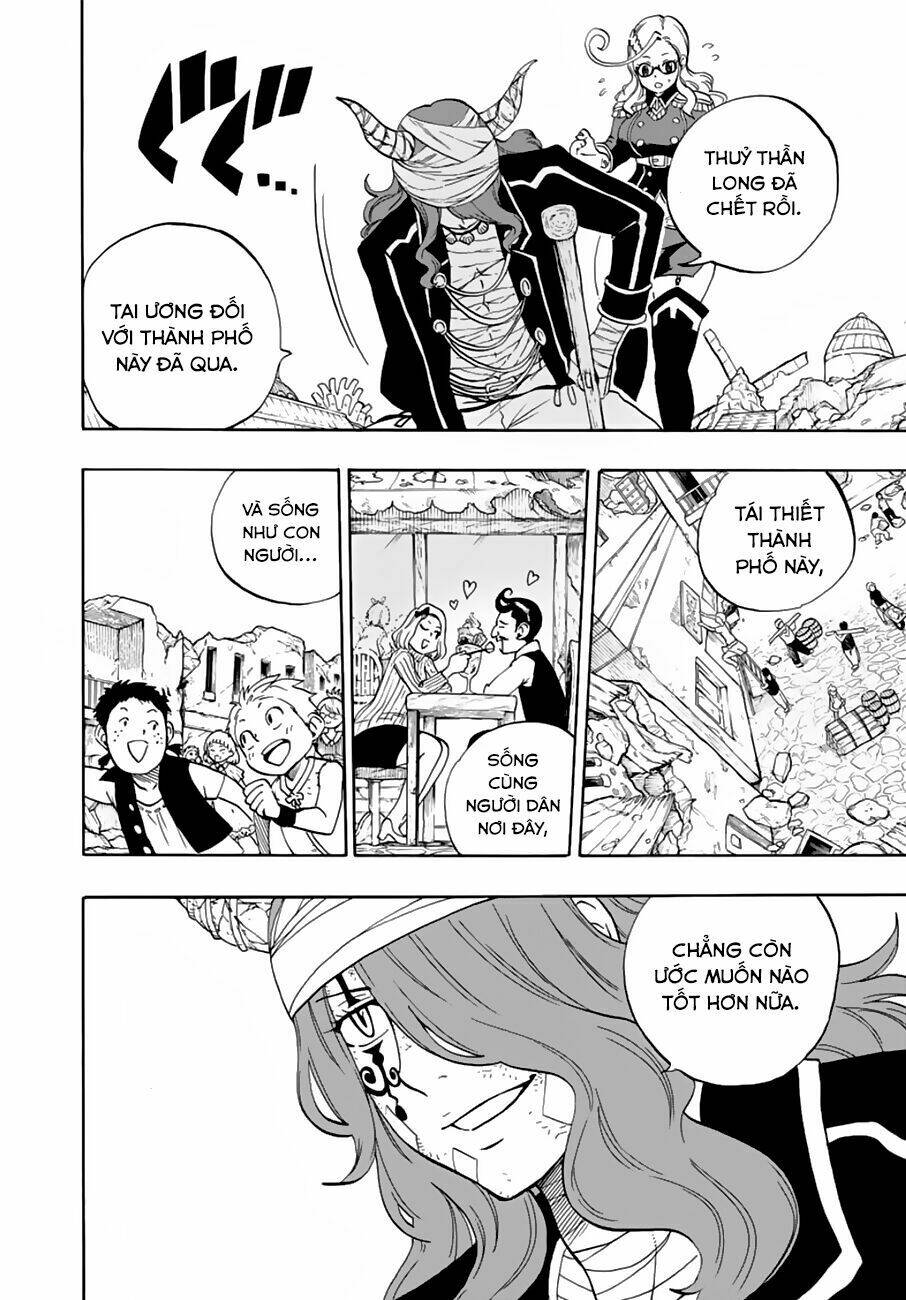 THUỶ THẦN
LONG ĐÃ
CHẾT RỒI.
TAI ƯƠNG ĐỐI
VỚI THÀNH PHỐ
NÀY ĐÃ QUA.
TÁI THIẾT
THÀNH
PHỐ NÀY,
SỐNG
CÙNG
NGƯỜI DÂN
NƠI ĐÂY,
VÀ SỐNG
NHƯ CON
NGƯỜI...
CHẲNG CÒN
ƯỚC MUỐN NÀO
TỐT HƠN NỮA.